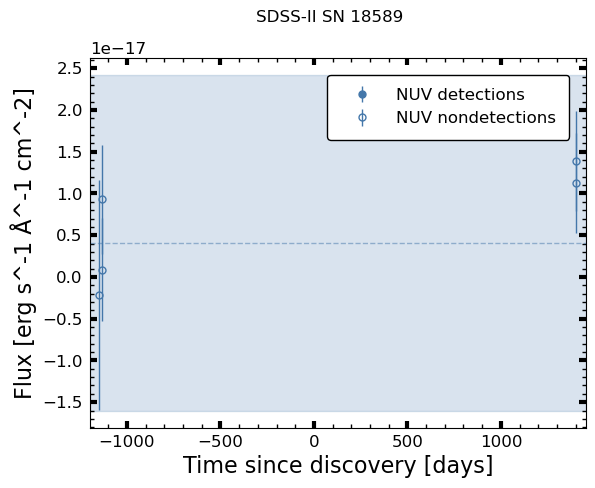 SDSS-II SN 18589
1e−17
NUV detections
NUV nondetections
2.5
2.0
1.5
1.0
0.5
0.0
−0.5
−1.0
−1.5
Flux [erg s^-1 Å^-1 cm^-2]
−1000
−500
0
500
1000
Time since discovery [days]